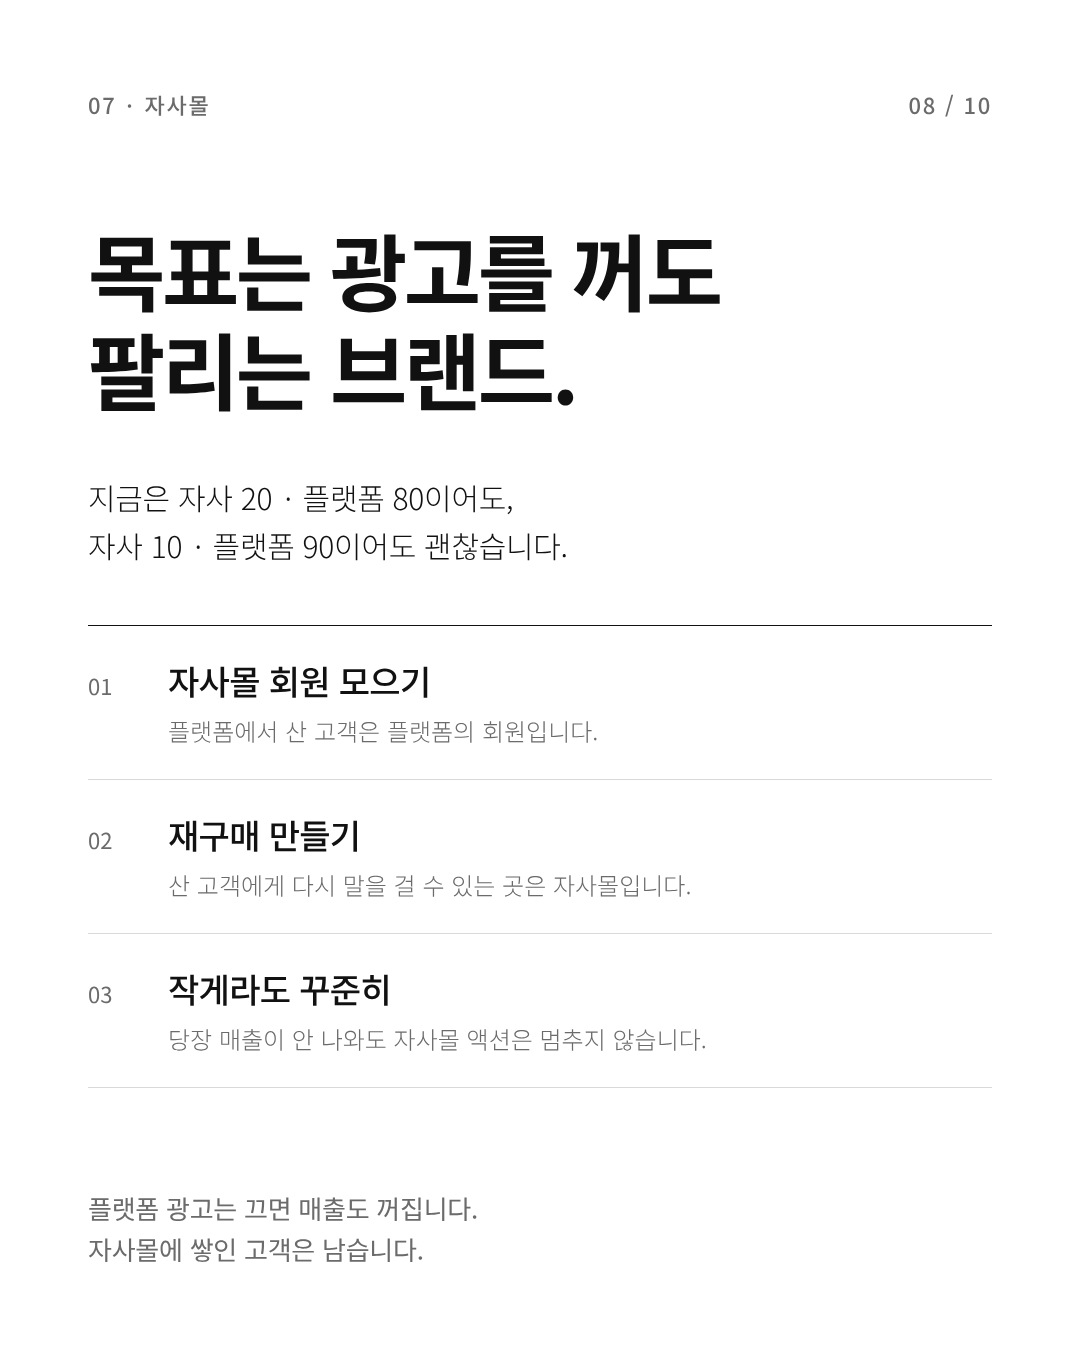 07 · 자사몰
08 / 10
목표는 광고를 꺼도
팔리는 브랜드.
지금은 자사 20 · 플랫폼 80이어도,
자사 10 · 플랫폼 90이어도 괜찮습니다.
01
자사몰 회원 모으기
플랫폼에서 산 고객은 플랫폼의 회원입니다.
02
재구매 만들기
산 고객에게 다시 말을 걸 수 있는 곳은 자사몰입니다.
03
작게라도 꾸준히
당장 매출이 안 나와도 자사몰 액션은 멈추지 않습니다.
플랫폼 광고는 끄면 매출도 꺼집니다.
자사몰에 쌓인 고객은 남습니다.